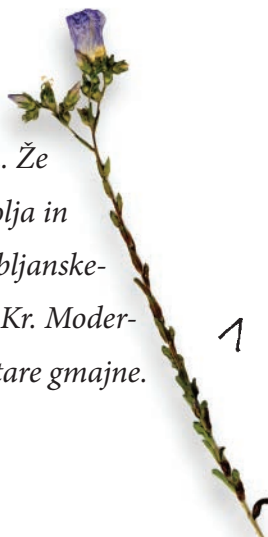 . Že
olja in
bljanske-
Kr. Moder-
tare gmajne.
1